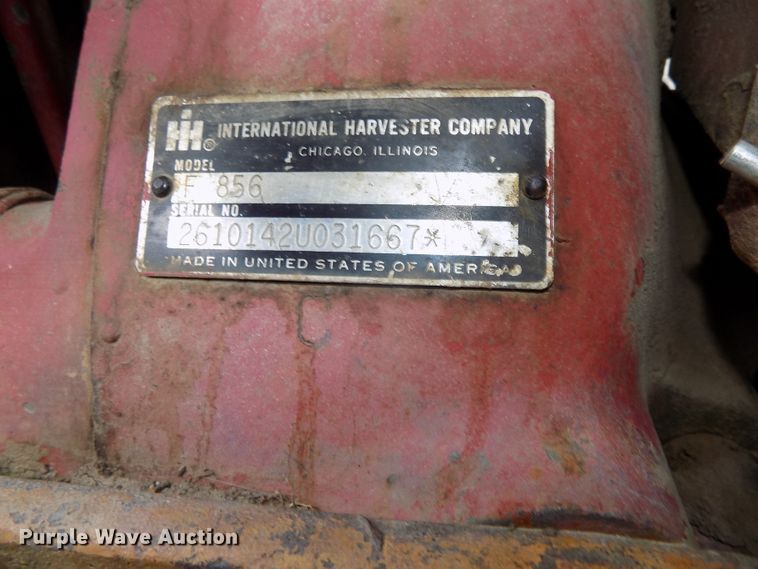 IH® INTERNATIONAL HARVESTER COMPANY
CHICAGO, ILLINOIS
MODEL
F 856
SERIAL NO.
2610142U031667*
MADE IN UNITED STATES OF AMERICA
Purple Wave Auction